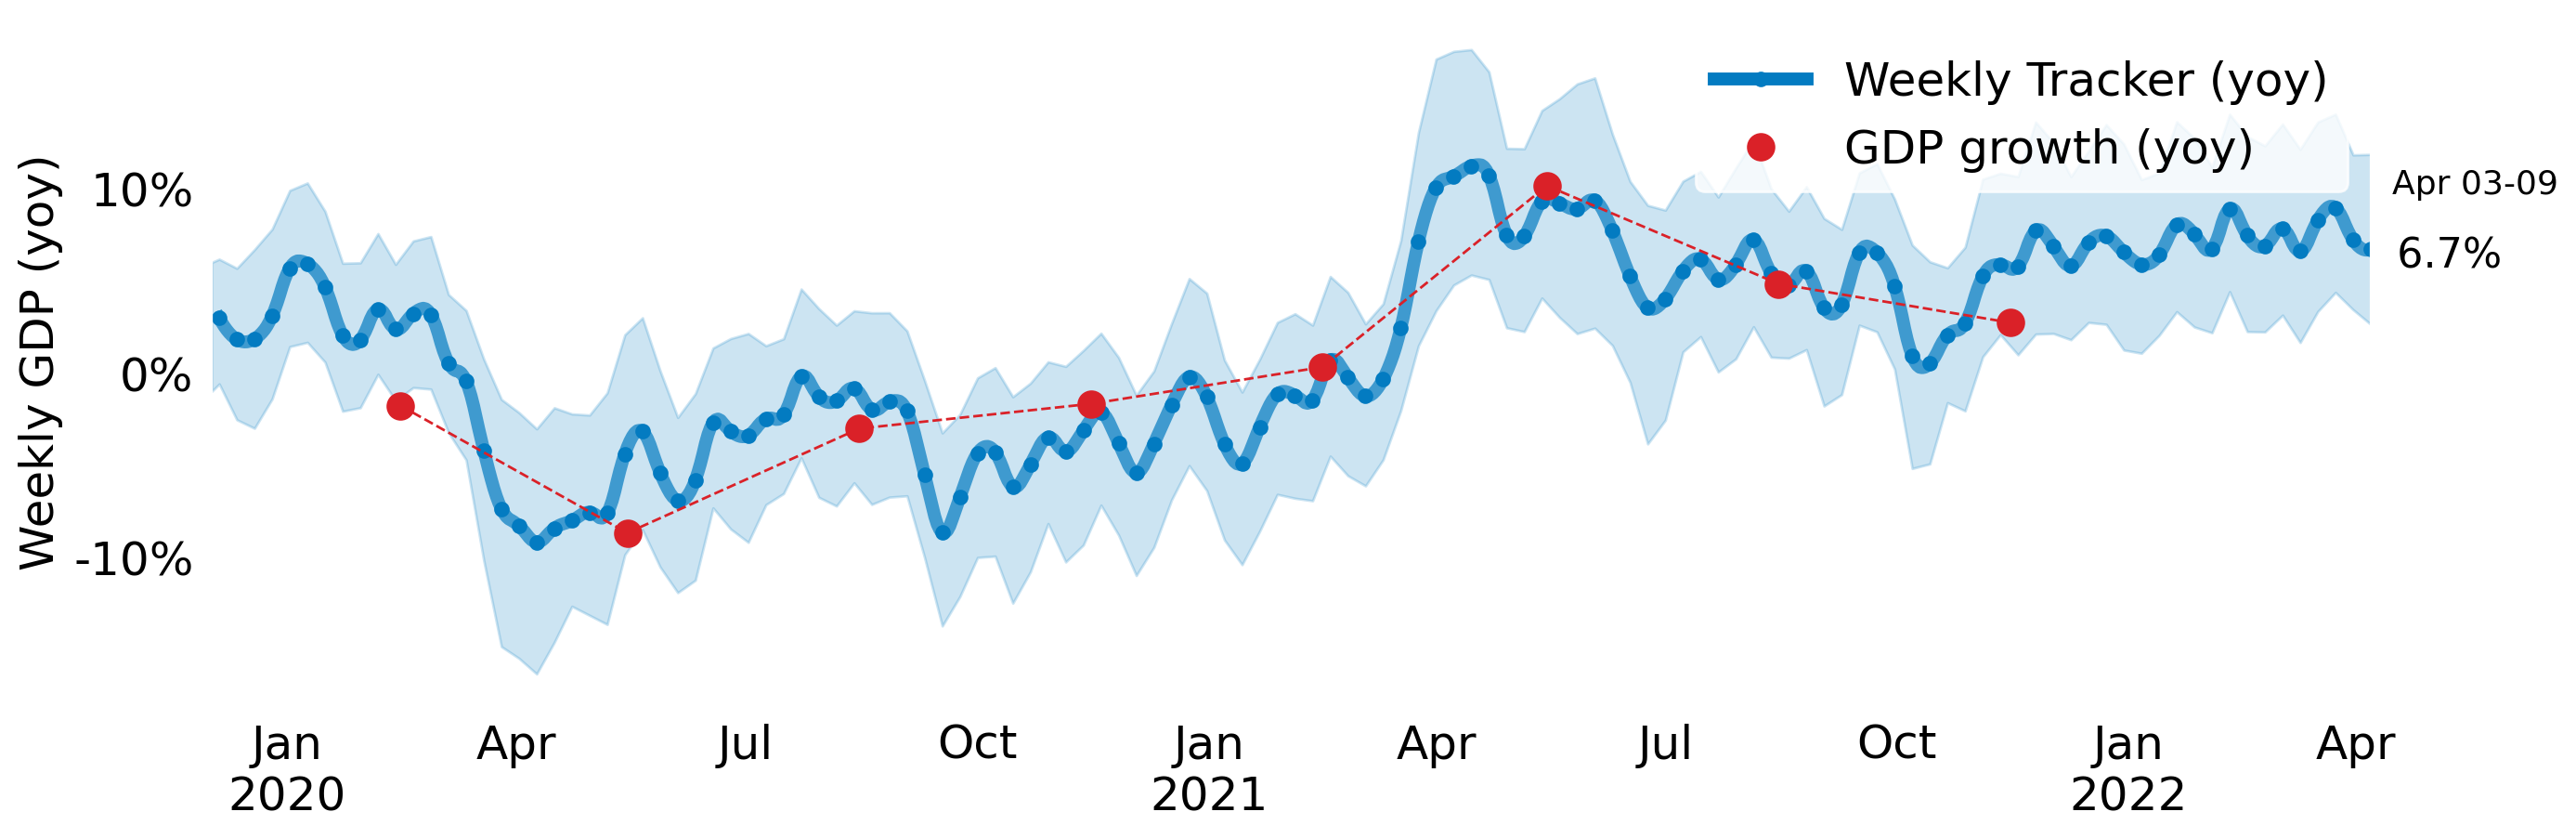 Weekly Tracker (yoy)
GDP growth (yoy)
Weekly GDP (yoy)
10%
0%
-10%
Apr 03-09
6.7%
Jan Apr Jul Oct Jan Apr Jul Oct Jan Apr
2020 2021 2022